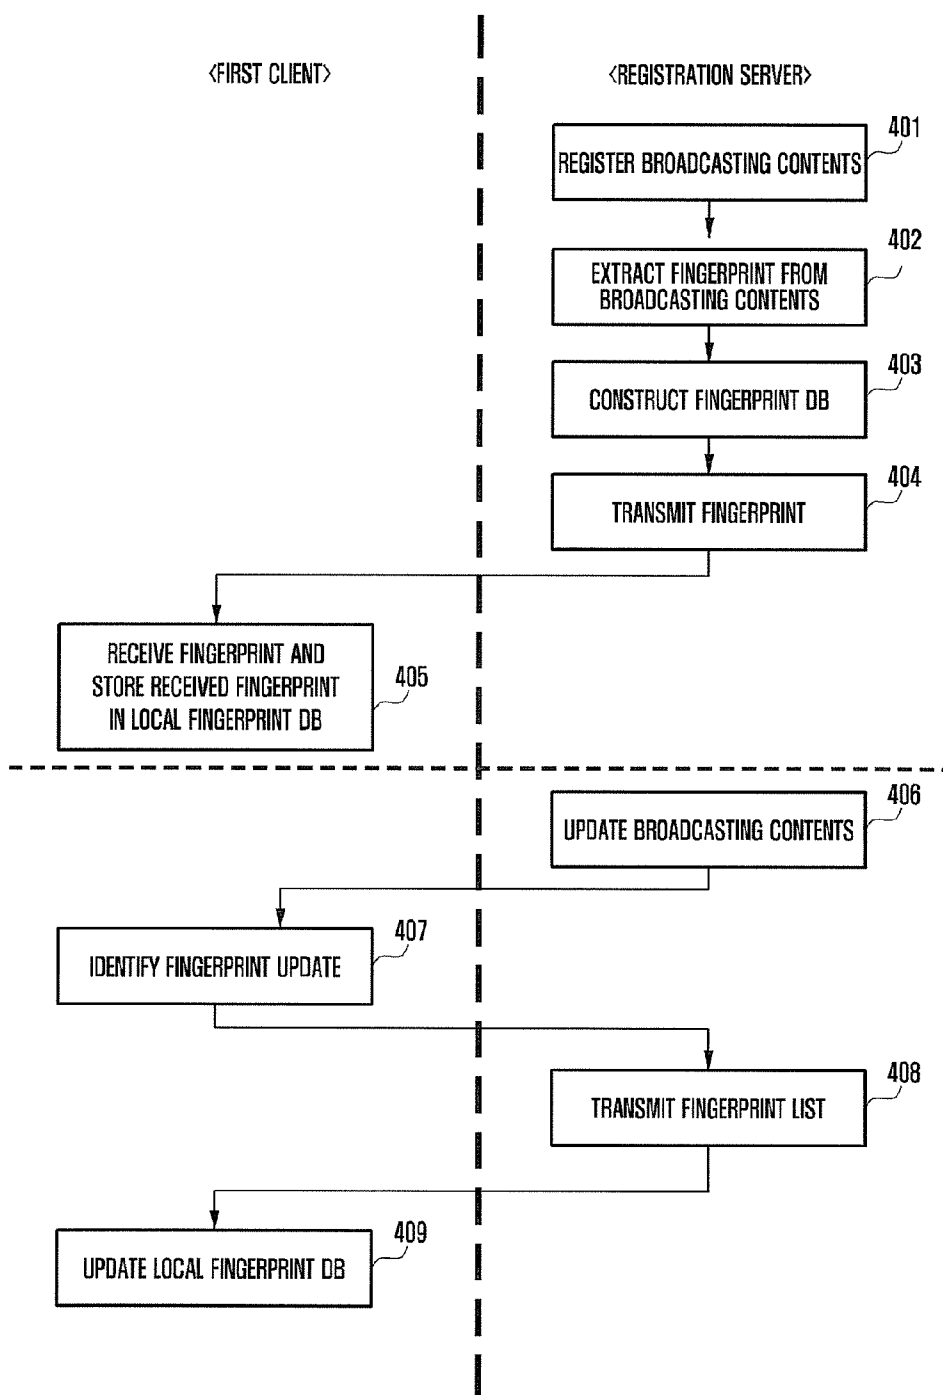 <FIRST CLIENT>
<REGISTRATION SERVER>
401
REGISTER BROADCASTING CONTENTS
402
EXTRACT FINGERPRINT FROM
BROADCASTING CONTENTS
403
CONSTRUCT FINGERPRINT DB
404
TRANSMIT FINGERPRINT
RECEIVE FINGERPRINT AND
STORE RECEIVED FINGERPRINT
IN LOCAL FINGERPRINT DB
405
406
UPDATE BROADCASTING CONTENTS
407
IDENTIFY FINGERPRINT UPDATE
408
TRANSMIT FINGERPRINT LIST
409
UPDATE LOCAL FINGERPRINT DB